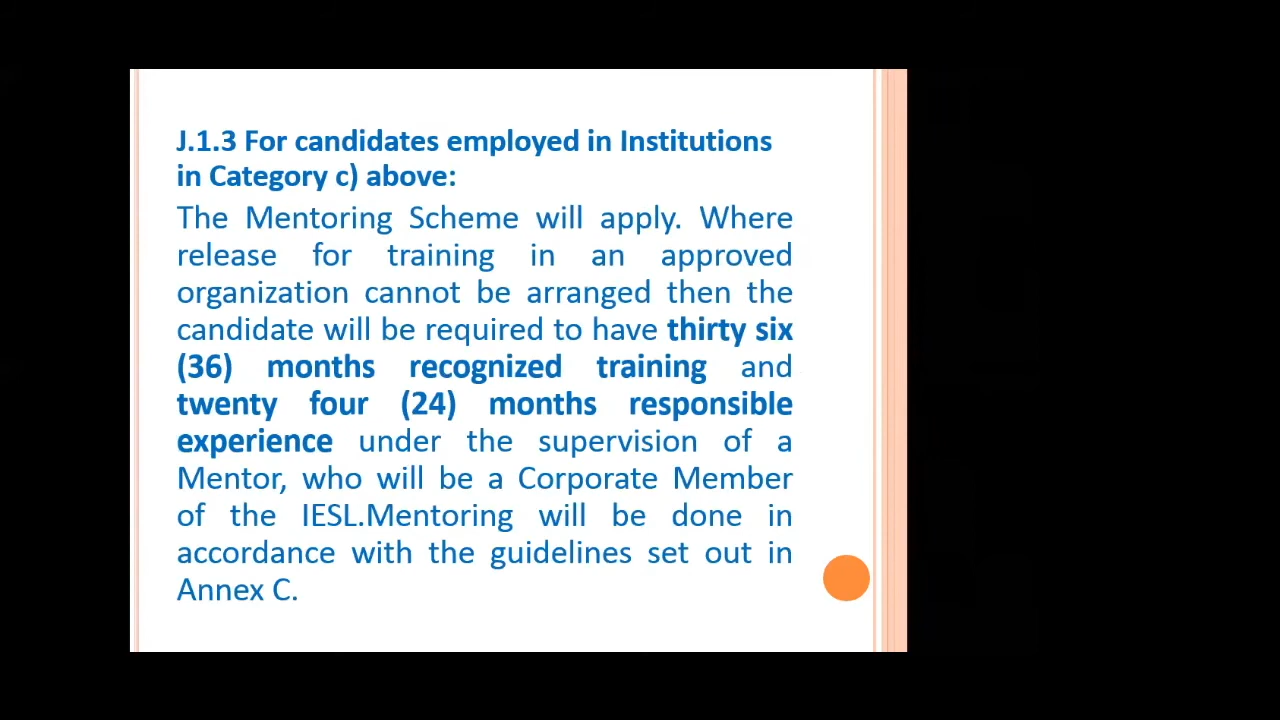 J.1.3 For candidates employed in Institutions
in Category c) above:
The Mentoring Scheme will apply. Where
release for training in an approved
organization cannot be arranged then the
candidate will be required to have thirty six
(36) months recognized training and
twenty four (24) months responsible
experience under the supervision of a
Mentor, who will be a Corporate Member
of the IESL.Mentoring will be done in
accordance with the guidelines set out in
Annex C.